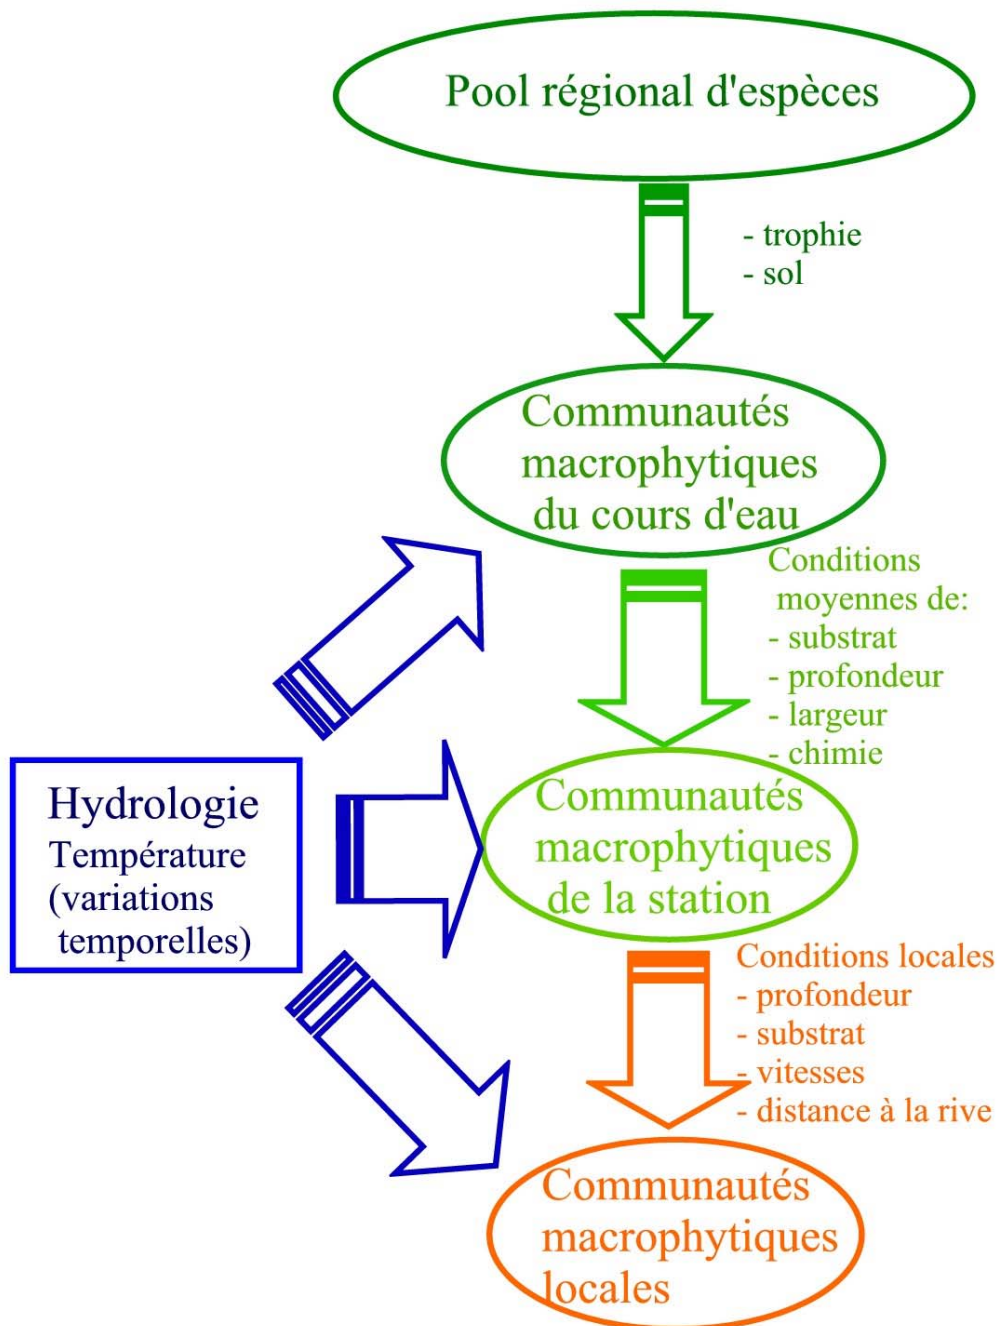 Pool régional d'espèces
- trophie
- sol
Communautés
macrophytiques
du cours d'eau
Conditions
moyennes de:
- substrat
- profondeur
- largeur
- chimie
Hydrologie
Température
(variations
temporelles)
Communautés
macrophytiques
de la station
Conditions locales
- profondeur
- substrat
- vitesses
- distance à la rive
Communautés
macrophytiques
locales